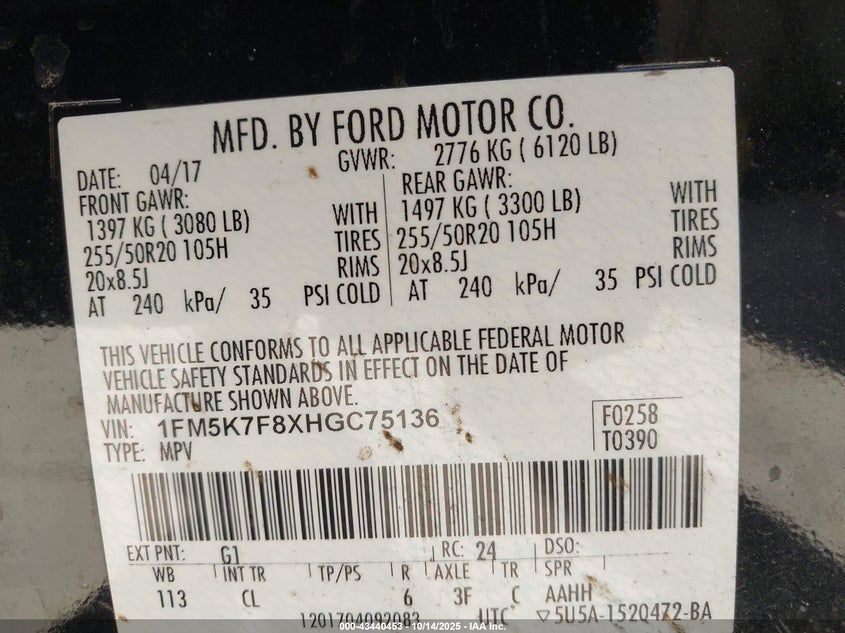 MFD. BY FORD MOTOR CO.
DATE: 04/17 GVWR: 2776 KG ( 6120 LB)
FRONT GAWR: REAR GAWR:
1397 KG ( 3080 LB) WITH 1497 KG ( 3300 LB) WITH
255/50R20 105H TIRES 255/50R20 105H TIRES
20x8.5J RIMS 20x8.5J RIMS
AT 240 kPa/ 35 PSI COLD AT 240 kPa/ 35 PSI COLD
THIS VEHICLE CONFORMS TO ALL APPLICABLE FEDERAL MOTOR
VEHICLE SAFETY STANDARDS IN EFFECT ON THE DATE OF
MANUFACTURE SHOWN ABOVE.
VIN: 1FM5K7F8XHGC75136 F0258
TYPE: MPV T0390
EXT PNT: G1 RC: 24 DSO:
WB INT TR TP/PS R AXLE TR SPR
113 CL 6 3F C AAHH
1201704092083 UTC ▽5U5A-1520472-BA
000-43440453 | 10/14/2025 | IAA Inc.